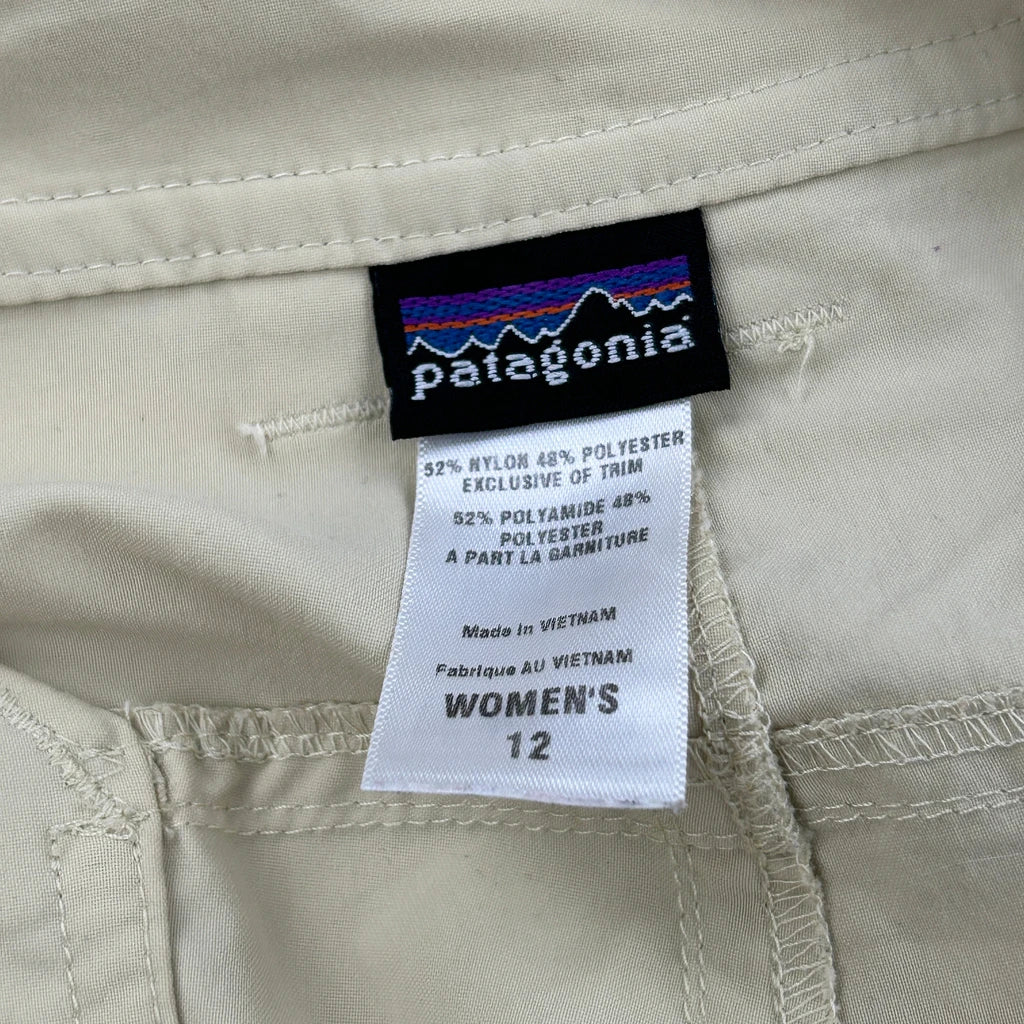 patagonia
52% NYLON 48% POLYESTER
EXCLUSIVE OF TRIM
52% POLYAMIDE 48%
POLYESTER
A PART LA GARNITURE
Made In VIETNAM
Fabrique AU VIETNAM
WOMEN'S
12